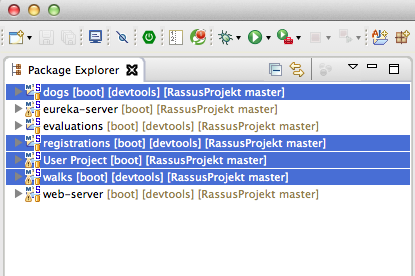 Package Explorer
dogs [boot] [devtools] [RassusProjekt master]
eureka-server [boot] [RassusProjekt master]
evaluations [boot] [devtools] [RassusProjekt master]
registrations [boot] [devtools] [RassusProjekt master]
User Project [boot] [RassusProjekt master]
walks [boot] [devtools] [RassusProjekt master]
web-server [boot] [devtools] [RassusProjekt master]